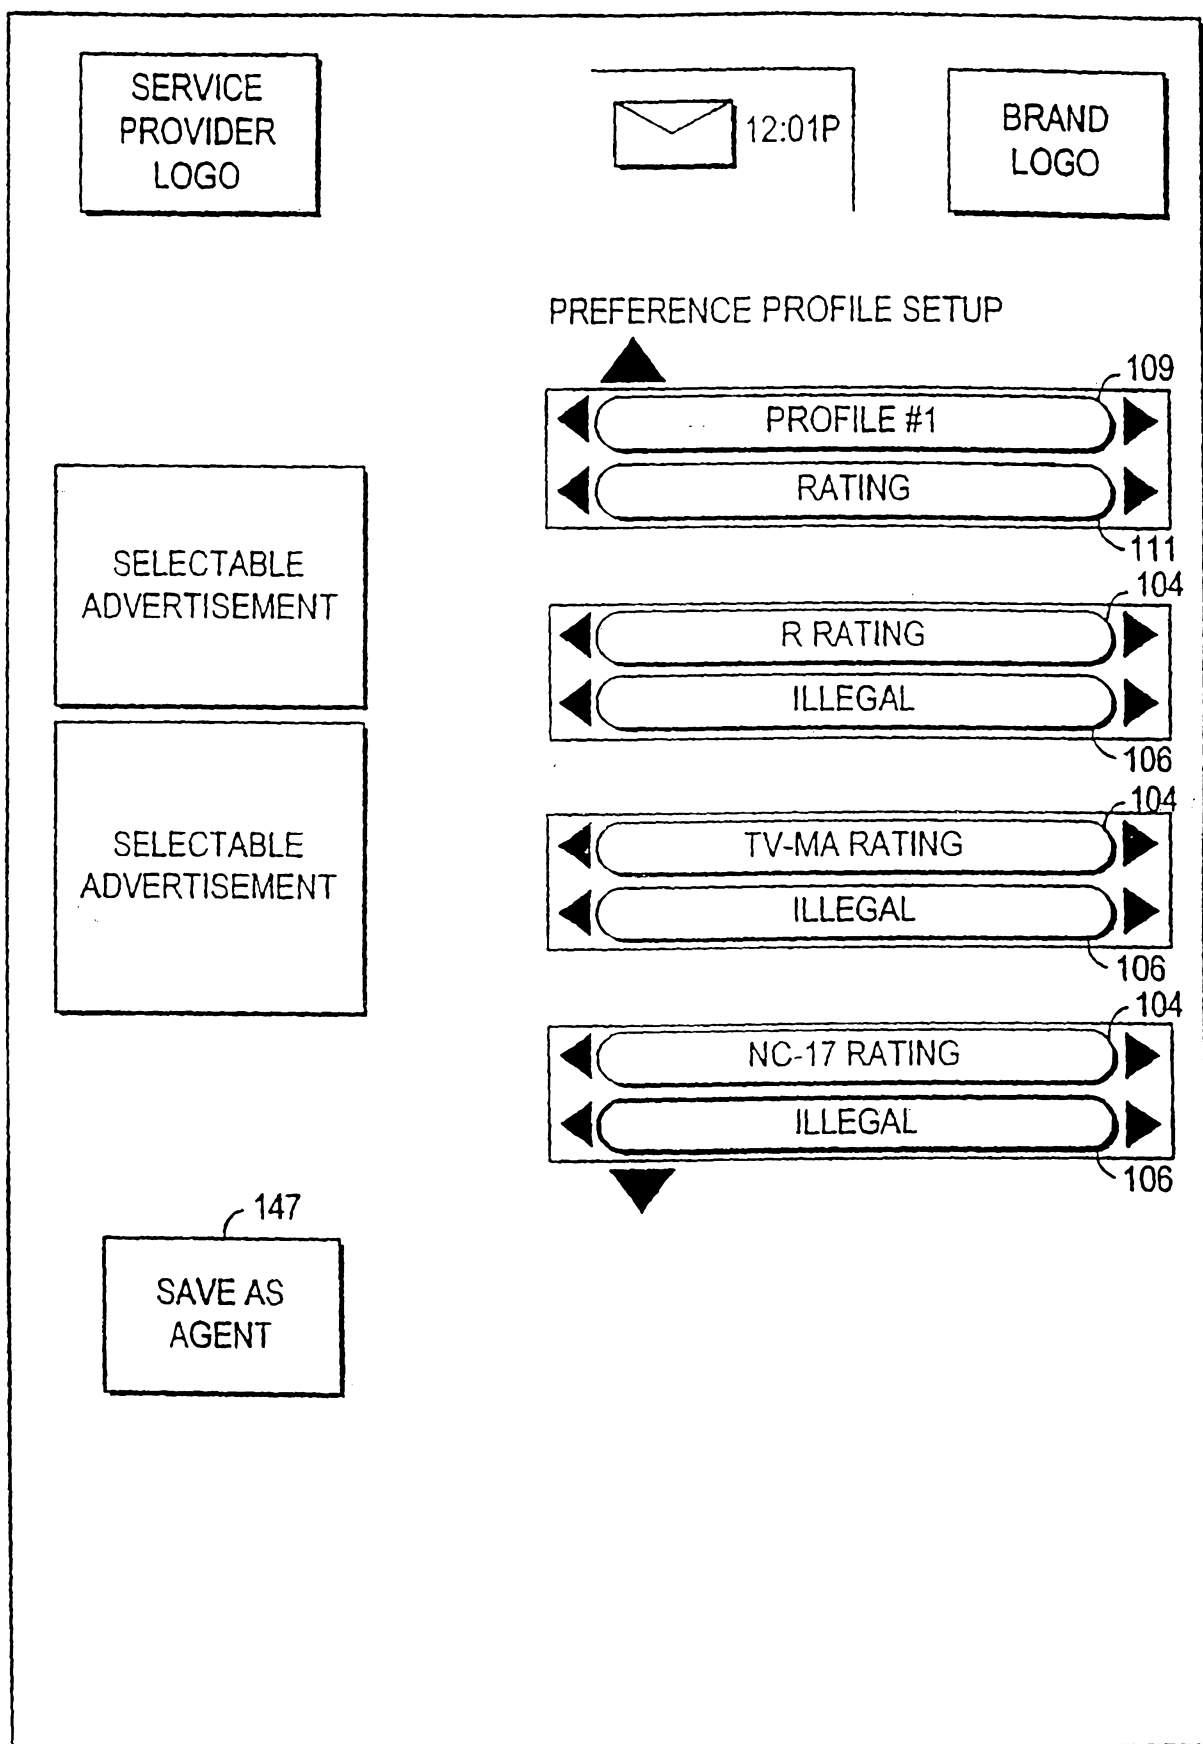 SERVICE
PROVIDER
LOGO
12:01P
BRAND
LOGO
PREFERENCE PROFILE SETUP
109
PROFILE #1
RATING
111
SELECTABLE
ADVERTISEMENT
104
R RATING
ILLEGAL
106
SELECTABLE
ADVERTISEMENT
104
TV-MA RATING
ILLEGAL
106
104
NC-17 RATING
ILLEGAL
106
147
SAVE AS
AGENT